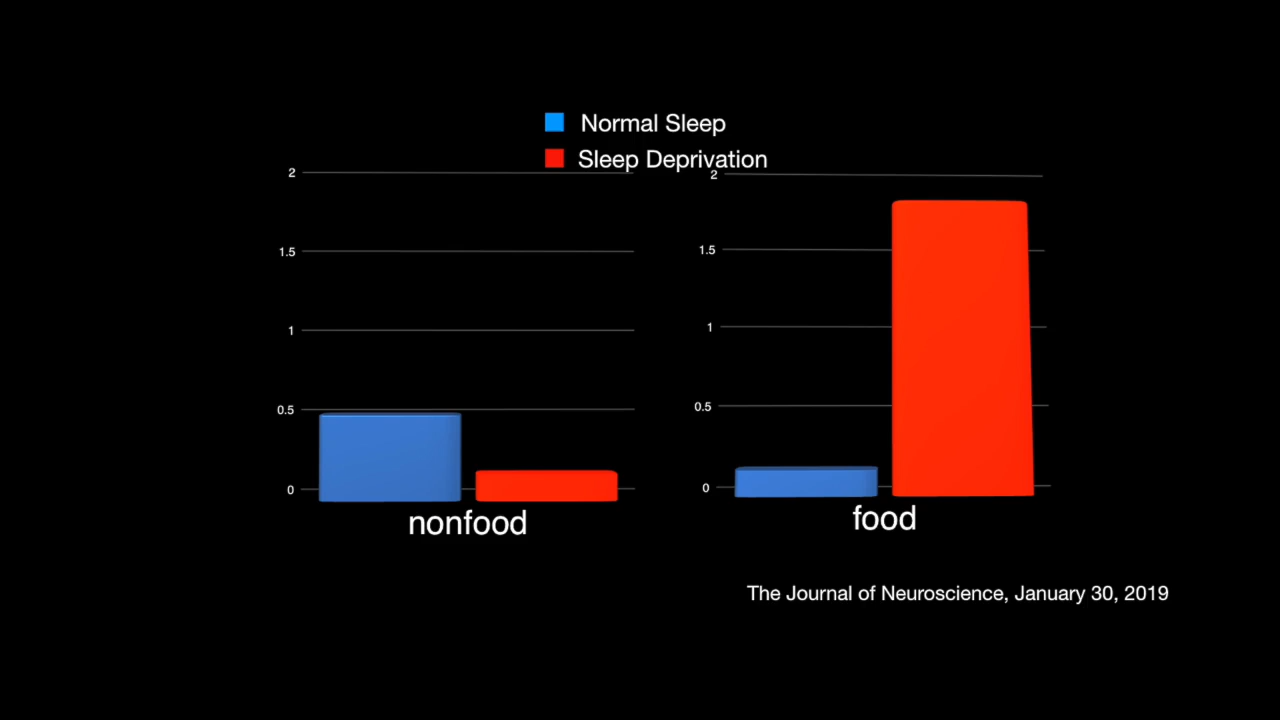 Normal Sleep
Sleep Deprivation
2
1.5
1
0.5
0
nonfood
2
1.5
1
0.5
0
food
The Journal of Neuroscience, January 30, 2019